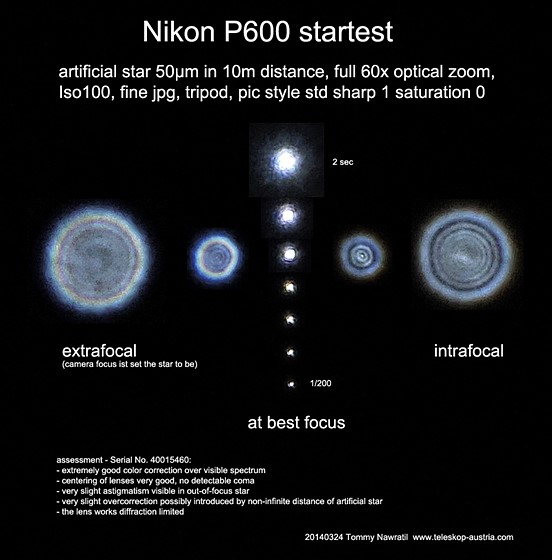 Nikon P600 startest
artificial star 50µm in 10m distance, full 60x optical zoom,
Iso100, fine jpg, tripod, pic style std sharp 1 saturation 0
2 sec
extrafocal
(camera focus ist set the star to be)
intrafocal
1/200
at best focus
assessment - Serial No. 40015460:
- extremely good color correction over visible spectrum
- centering of lenses very good, no detectable coma
- very slight astigmatism visible in out-of-focus star
- very slight overcorrection possibly introduced by non-infinite distance of artificial star
- the lens works diffraction limited
20140324 Tommy Nawratil www.teleskop-austria.com